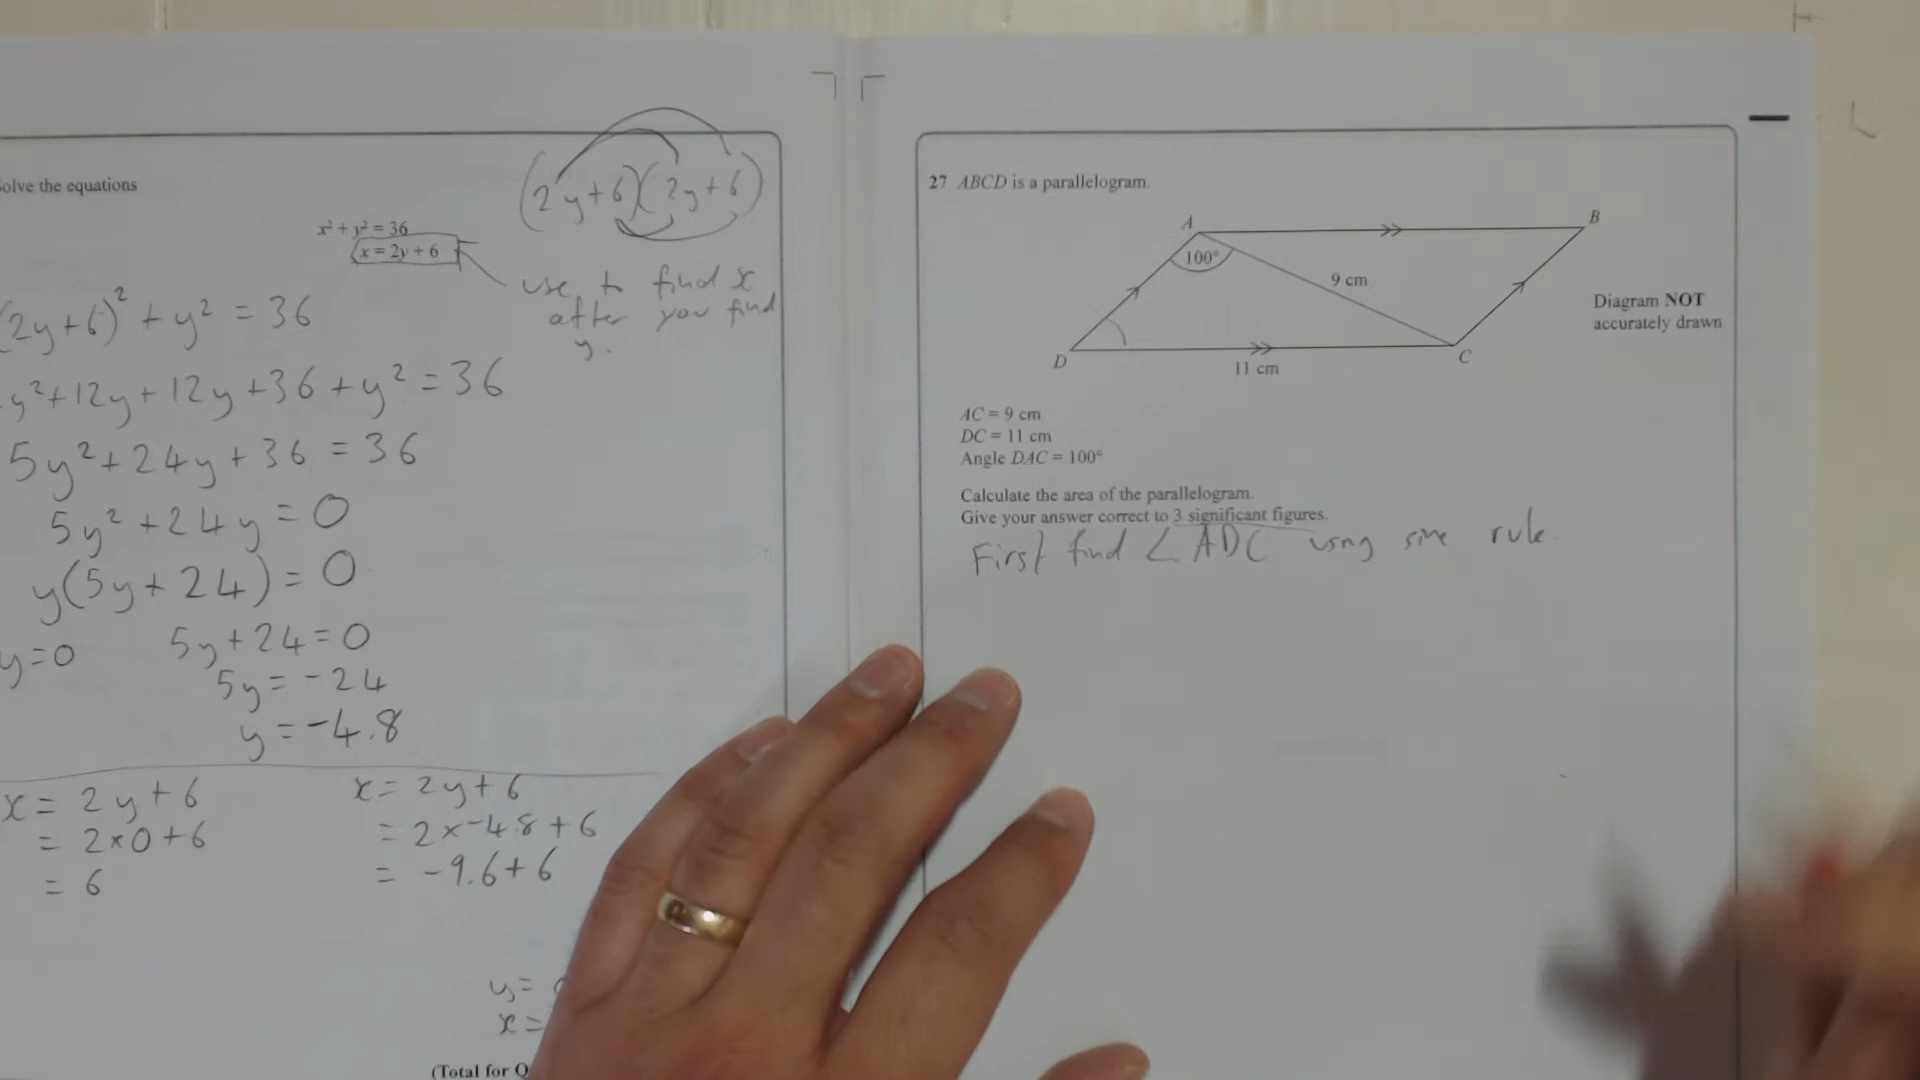 olve the equations
x² + y² = 36
x = 2y + 6
(2y+6)(2y+6)
use to find x
after you find
y.
(2y+6)² + y² = 36
y²+12y+12y+36+y²=36
5y²+24y+36=36
5y²+24y=0
y(5y+24)=0
y=0 5y+24=0
5y=-24
y=-4.8
x=2y+6
=2×0+6
=6
x=2y+6
=2×-4.8+6
=-9.6+6
y=
x=
(Total for Q
27 ABCD is a parallelogram.
A
B
100°
9 cm
Diagram NOT
accurately drawn
D
C
11 cm
AC = 9 cm
DC = 11 cm
Angle DAC = 100°
Calculate the area of the parallelogram.
Give your answer correct to 3 significant figures.
First find ∠ADC using sine rule.